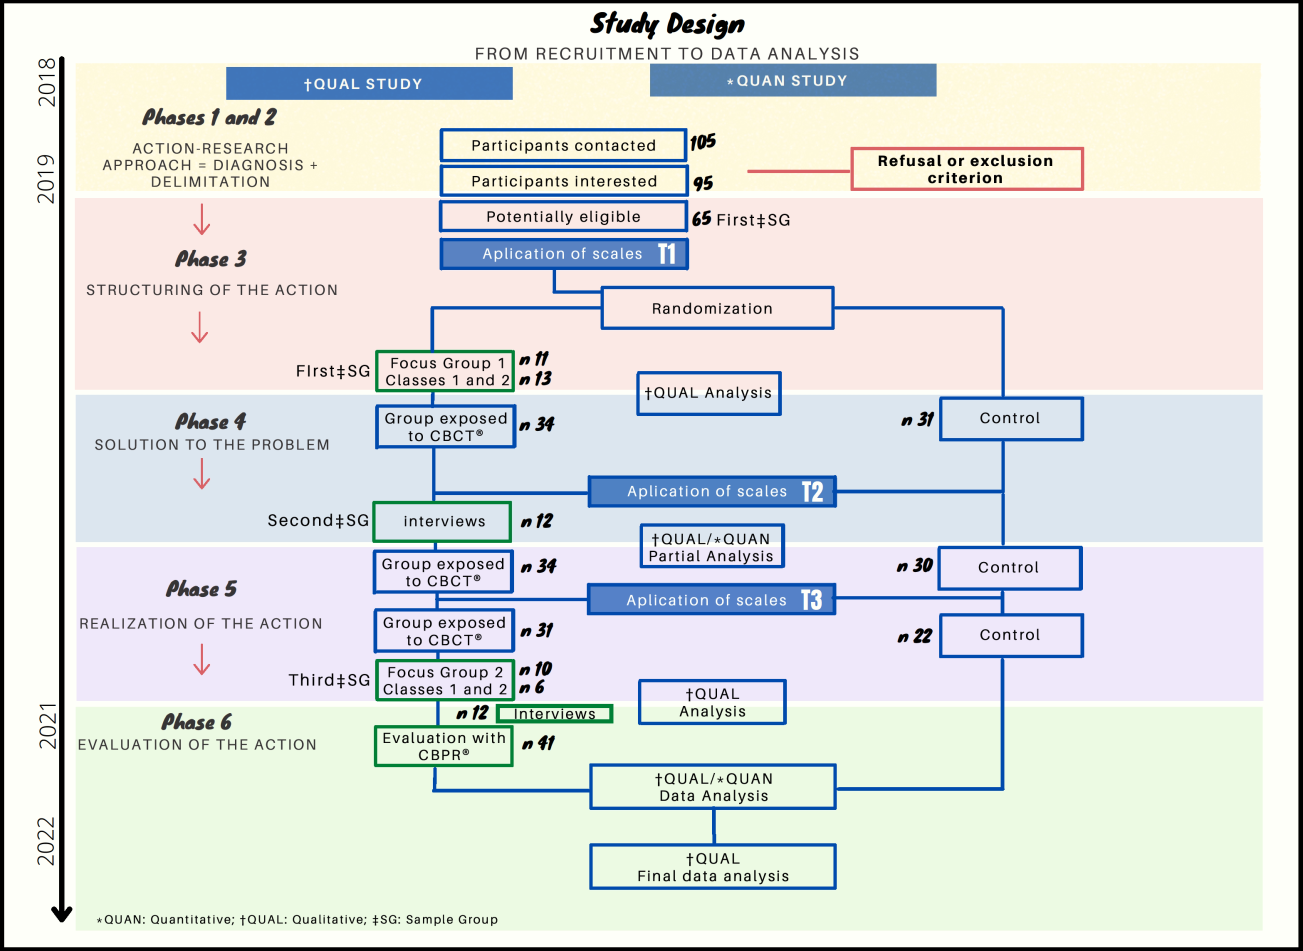 Study Design
FROM RECRUITMENT TO DATA ANALYSIS
2018
†QUAL STUDY
*QUAN STUDY
Phases 1 and 2
ACTION-RESEARCH
APPROACH = DIAGNOSIS +
DELIMITATION
2019
Participants contacted 105
Participants interested 95
Refusal or exclusion
criterion
Potentially eligible 65 First‡SG
Aplication of scales T1
Phase 3
STRUCTURING OF THE ACTION
Randomization
FIrst‡SG
Focus Group 1 n 11
Classes 1 and 2 n 13
†QUAL Analysis
Phase 4
SOLUTION TO THE PROBLEM
Group exposed
to CBCT®
n 34
n 31
Control
Aplication of scales T2
Second‡SG
interviews
n 12
†QUAL/*QUAN
Partial Analysis
Phase 5
REALIZATION OF THE ACTION
Group exposed
to CBCT®
n 34
n 30
Control
Aplication of scales T3
Group exposed
to CBCT®
n 31
n 22
Control
Third‡SG
Focus Group 2 n 10
Classes 1 and 2 n 6
†QUAL
Analysis
2021
Phase 6
EVALUATION OF THE ACTION
n 12
Interviews
Evaluation with
CBPR®
n 41
†QUAL/*QUAN
Data Analysis
2022
†QUAL
Final data analysis
*QUAN: Quantitative; †QUAL: Qualitative; ‡SG: Sample Group